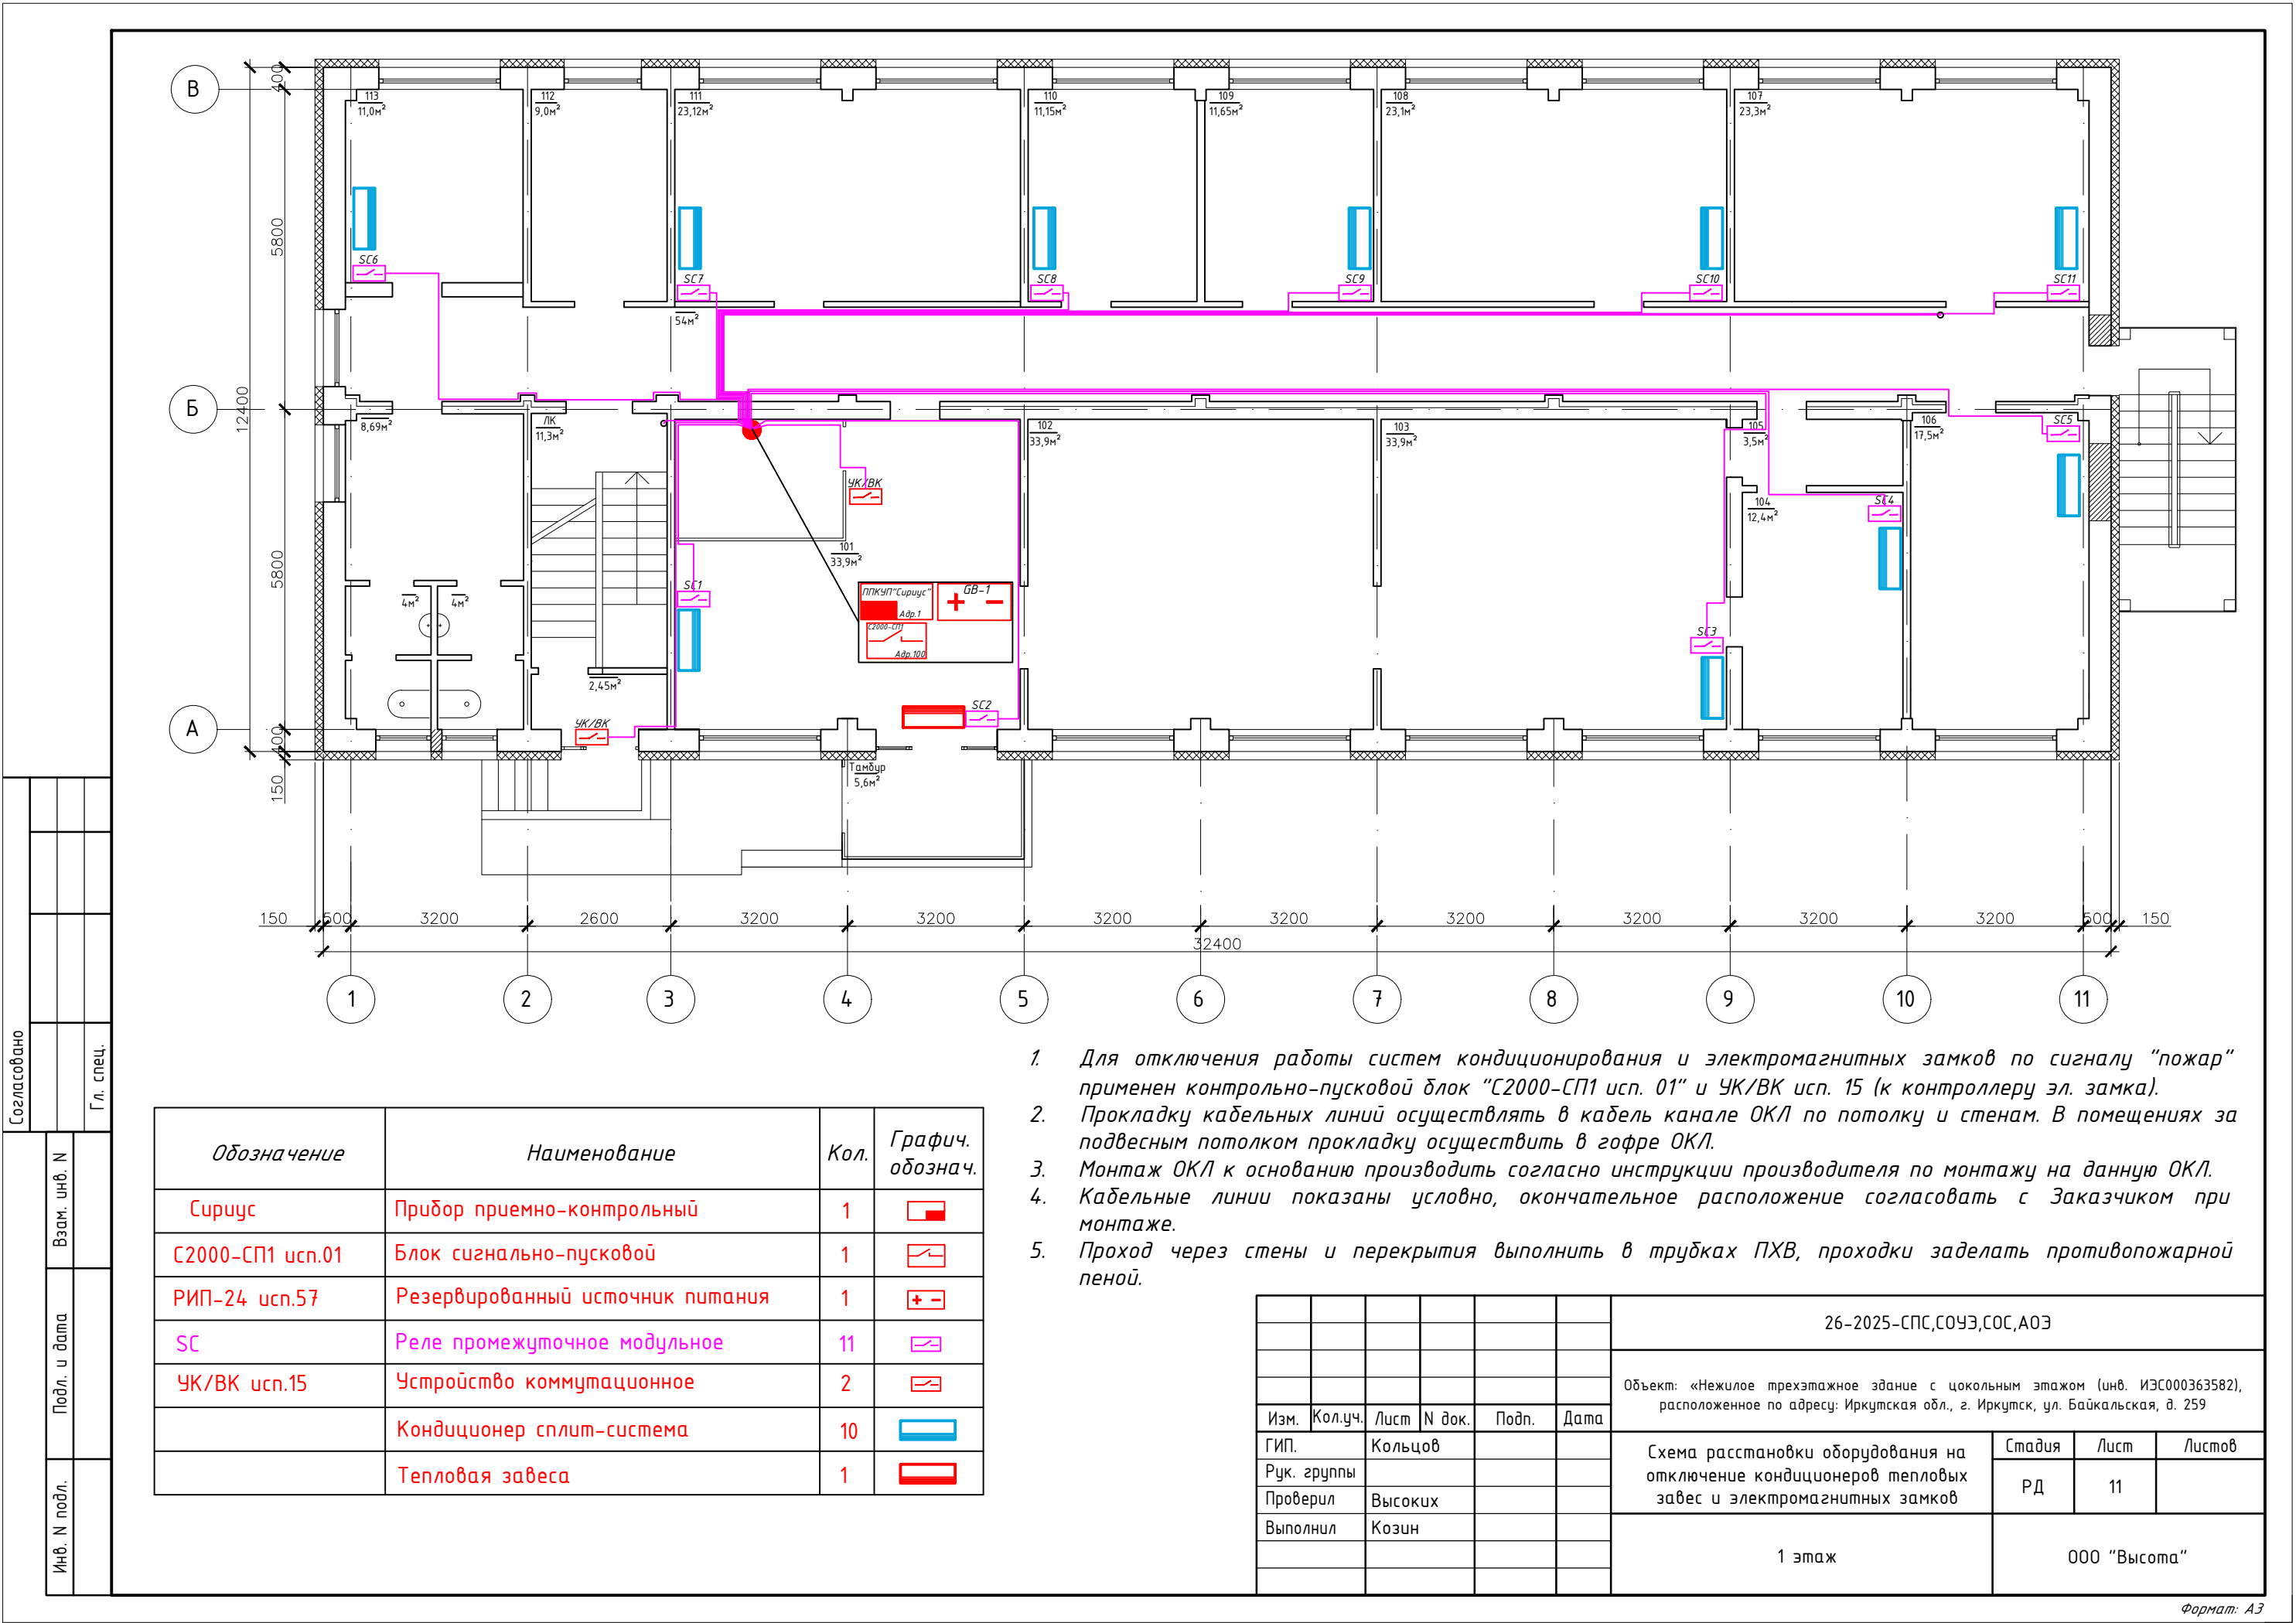 В
Б
А
400
5800
12400
5800
400
150
113
11,0м²
112
9,0м²
111
23,12м²
110
11,15м²
109
11,65м²
108
23,1м²
107
23,3м²
SC6
SC7
SC8
SC9
SC10
SC11
54м²
8,69м²
ЛК
11,3м²
102
33,9м²
103
33,9м²
105
3,5м²
106
17,5м²
SC5
УК/ВК
104
12,4м²
SC4
101
33,9м²
SC1
4м²
4м²
ППКУП"Сириус"
Адр.1
GB-1
С2000-СП1
Адр.100
SC3
2,45м²
УК/ВК
SC2
Тамбур
5,6м²
150 500 3200 2600 3200 3200 3200 3200 3200 3200 3200 3200 500 150
32400
1 2 3 4 5 6 7 8 9 10 11
1. Для отключения работы систем кондиционирования и электромагнитных замков по сигналу "пожар"
применен контрольно-пусковой блок "С2000-СП1 исп. 01" и УК/ВК исп. 15 (к контроллеру эл. замка).
2. Прокладку кабельных линий осуществлять в кабель канале ОКЛ по потолку и стенам. В помещениях за
подвесным потолком прокладку осуществить в гофре ОКЛ.
3. Монтаж ОКЛ к основанию производить согласно инструкции производителя по монтажу на данную ОКЛ.
4. Кабельные линии показаны условно, окончательное расположение согласовать с Заказчиком при
монтаже.
5. Проход через стены и перекрытия выполнить в трубках ПХВ, проходки заделать противопожарной
пеной.
Обозначение Наименование Кол. Графич.
обознач.
Сириус Прибор приемно-контрольный 1
С2000-СП1 исп.01 Блок сигнально-пусковой 1
РИП-24 исп.57 Резервированный источник питания 1
SC Реле промежуточное модульное 11
УК/ВК исп.15 Устройство коммутационное 2
Кондиционер сплит-система 10
Тепловая завеса 1
Согласовано
Гл. спец.
Взам. инв. N
Подл. и дата
Инв. N подл.
26-2025-СПС,СОУЭ,СОС,АОЭ
Объект: «Нежилое трехэтажное здание с цокольным этажом (инв. ИЭС000363582),
расположенное по адресу: Иркутская обл., г. Иркутск, ул. Байкальская, д. 259
Изм. Кол.уч. Лист N док. Подп. Дата
ГИП. Кольцов
Рук. группы
Проверил Высоких
Выполнил Козин
Схема расстановки оборудования на
отключение кондиционеров тепловых
завес и электромагнитных замков
Стадия Лист Листов
РД 11
1 этаж
ООО "Высота"
Формат: А3